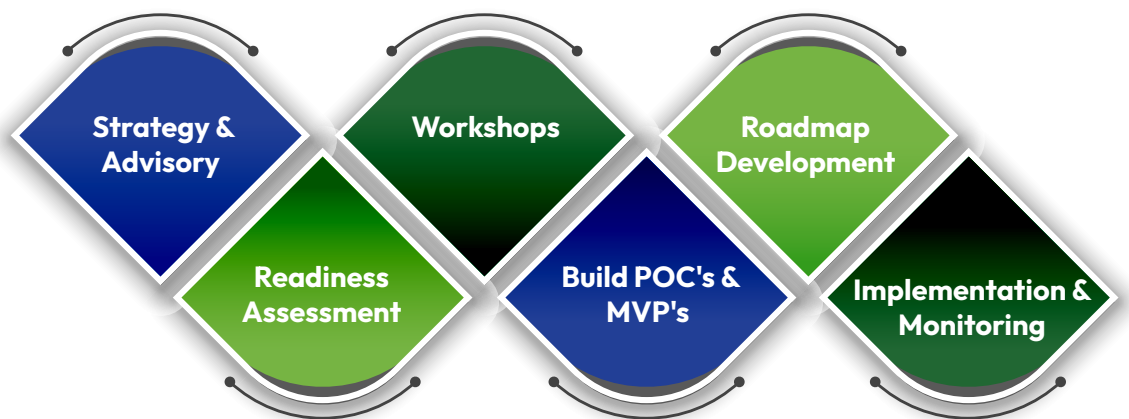 Strategy &
Advisory
Readiness
Assessment
Workshops
Build POC's &
MVP's
Roadmap
Development
Implementation &
Monitoring